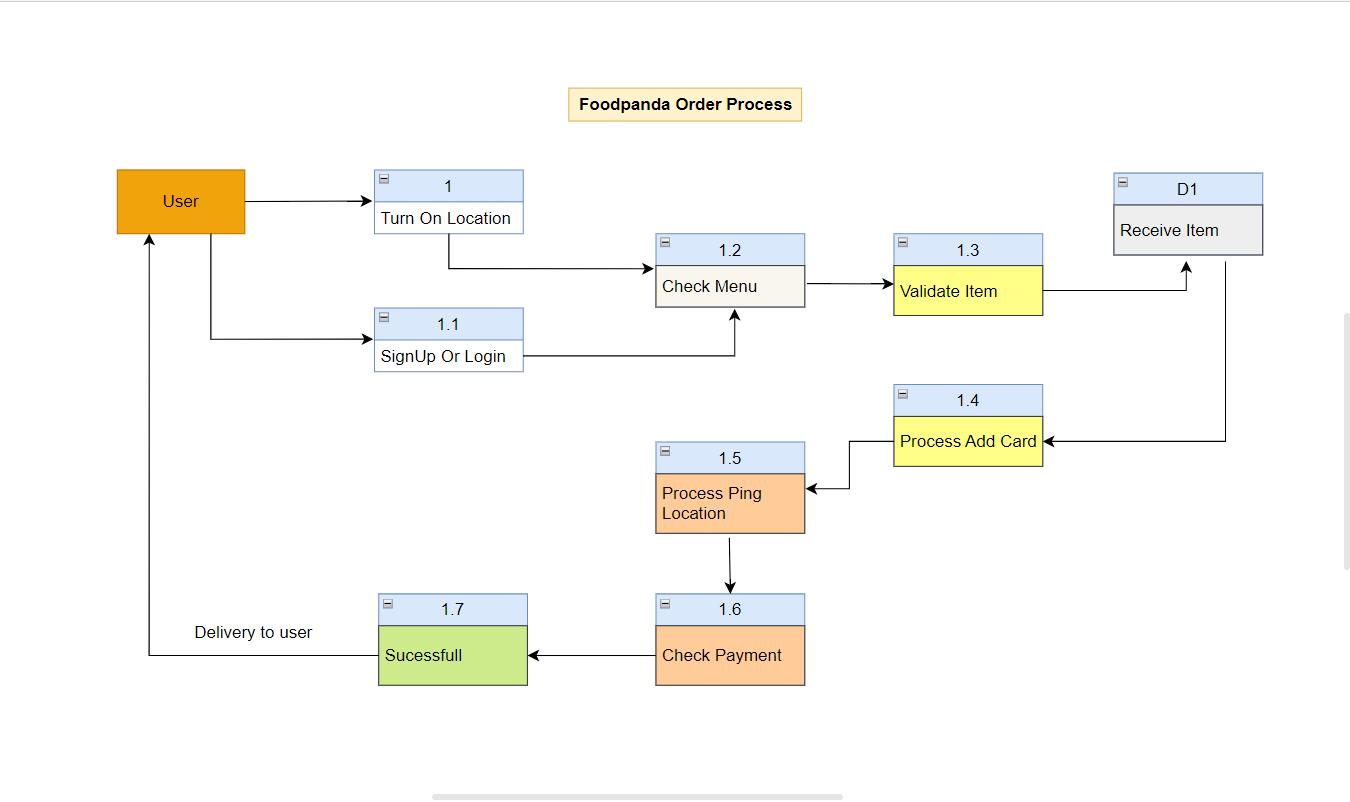 Foodpanda Order Process
User
1
Turn On Location
1.1
SignUp Or Login
1.2
Check Menu
1.3
Validate Item
D1
Receive Item
1.4
Process Add Card
1.5
Process Ping
Location
1.6
Check Payment
1.7
Sucessfull
Delivery to user